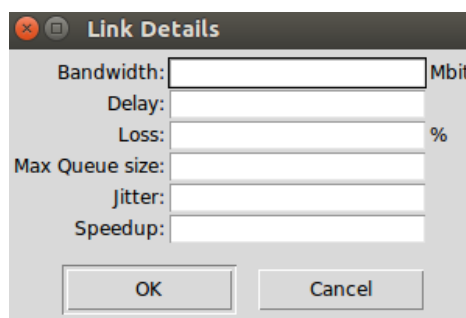 Link Details
Bandwidth: Mbit
Delay:
Loss: %
Max Queue size:
Jitter:
Speedup:
OK Cancel